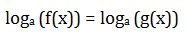 logₐ (f(x)) = logₐ (g(x))